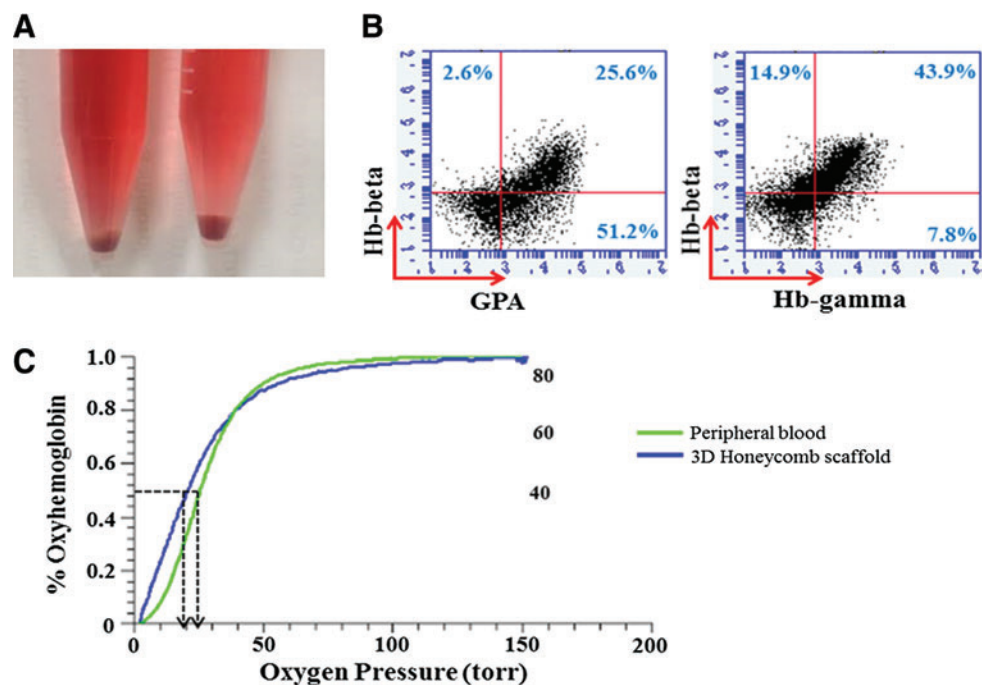 A
B
2.6%
25.6%
51.2%
Hb-beta
GPA
14.9%
43.9%
7.8%
Hb-beta
Hb-gamma
C
1.0
0.8
0.6
0.4
0.2
0
% Oxyhemoglobin
80
60
40
0 50 100 150 200
Oxygen Pressure (torr)
Peripheral blood
3D Honeycomb scaffold